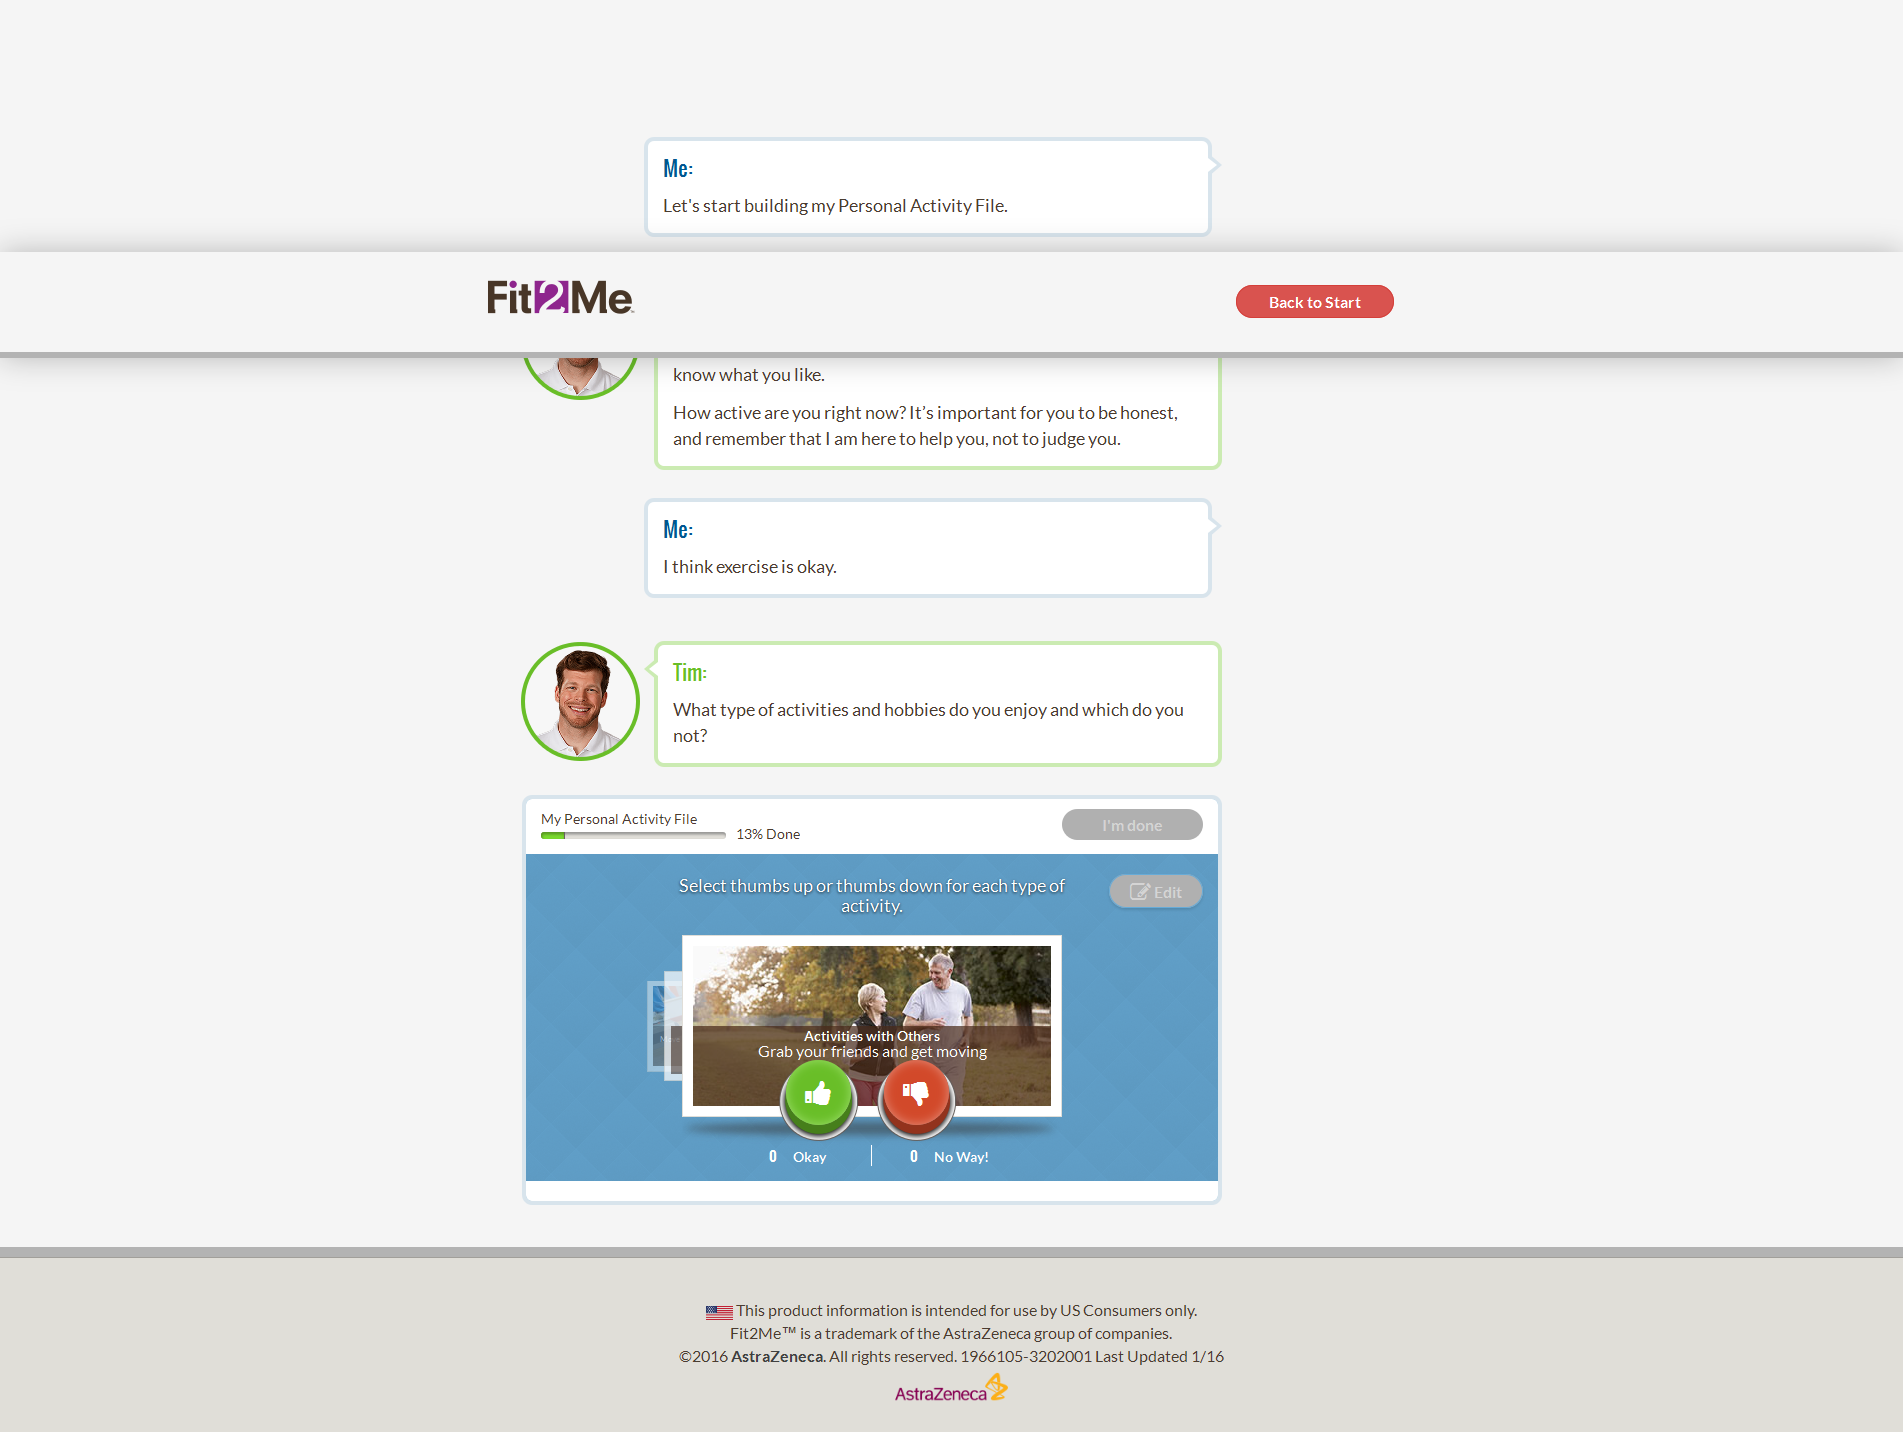 Me:
Let's start building my Personal Activity File.
Fit2Me
Back to Start
know what you like.
How active are you right now? It’s important for you to be honest,
and remember that I am here to help you, not to judge you.
Me:
I think exercise is okay.
Tim:
What type of activities and hobbies do you enjoy and which do you
not?
My Personal Activity File
13% Done
I'm done
Select thumbs up or thumbs down for each type of
activity.
Edit
Move
Activities with Others
Grab your friends and get moving
0 Okay
0 No Way!
This product information is intended for use by US Consumers only.
Fit2Me™ is a trademark of the AstraZeneca group of companies.
©2016 AstraZeneca. All rights reserved. 1966105-3202001 Last Updated 1/16
AstraZeneca